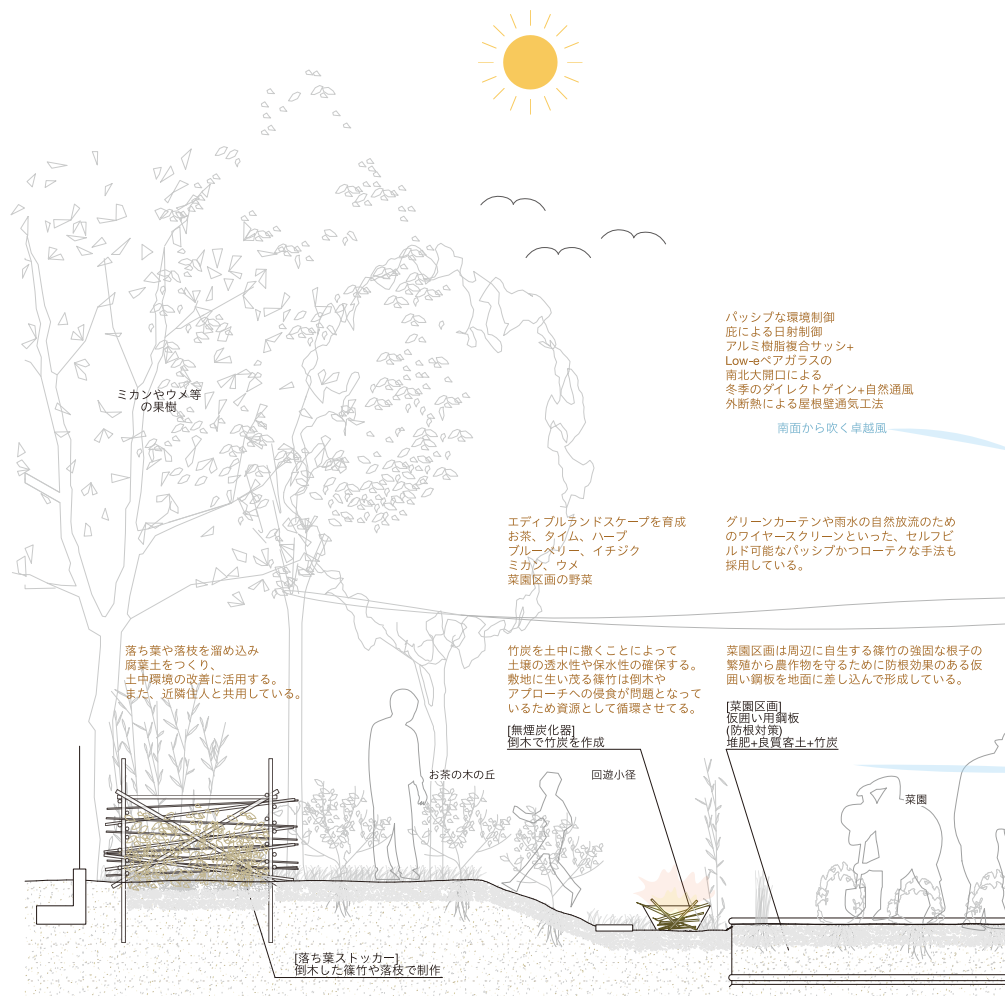 パッシブな環境制御
庇による日射制御
アルミ樹脂複合サッシ+
Low-eペアガラスの
南北大開口による
冬季のダイレクトゲイン+自然通風
外断熱による屋根壁通気工法
南面から吹く卓越風
ミカンやウメ等
の果樹
エディブルランドスケープを育成
お茶、タイム、ハーブ
ブルーベリー、イチジク
ミカン、ウメ
菜園区画の野菜
グリーンカーテンや雨水の自然放流のため
のワイヤースクリーンといった、セルフビ
ルド可能なパッシブかつローテクな手法も
採用している。
落ち葉や落枝を溜め込み
腐葉土をつくり、
土中環境の改善に活用する。
また、近隣住人と共用している。
竹炭を土中に撒くことによって
土壌の透水性や保水性の確保する。
敷地に生い茂る篠竹は倒木や
アプローチへの侵食が問題となって
いるため資源として循環させてる。
[無煙炭化器]
倒木で竹炭を作成
菜園区画は周辺に自生する篠竹の強固な根子の
繁殖から農作物を守るために防根効果のある仮
囲い鋼板を地面に差し込んで形成している。
[菜園区画]
仮囲い用鋼板
(防根対策)
堆肥+良質客土+竹炭
お茶の木の丘
回遊小径
菜園
[落ち葉ストッカー]
倒木した篠竹や落枝で制作